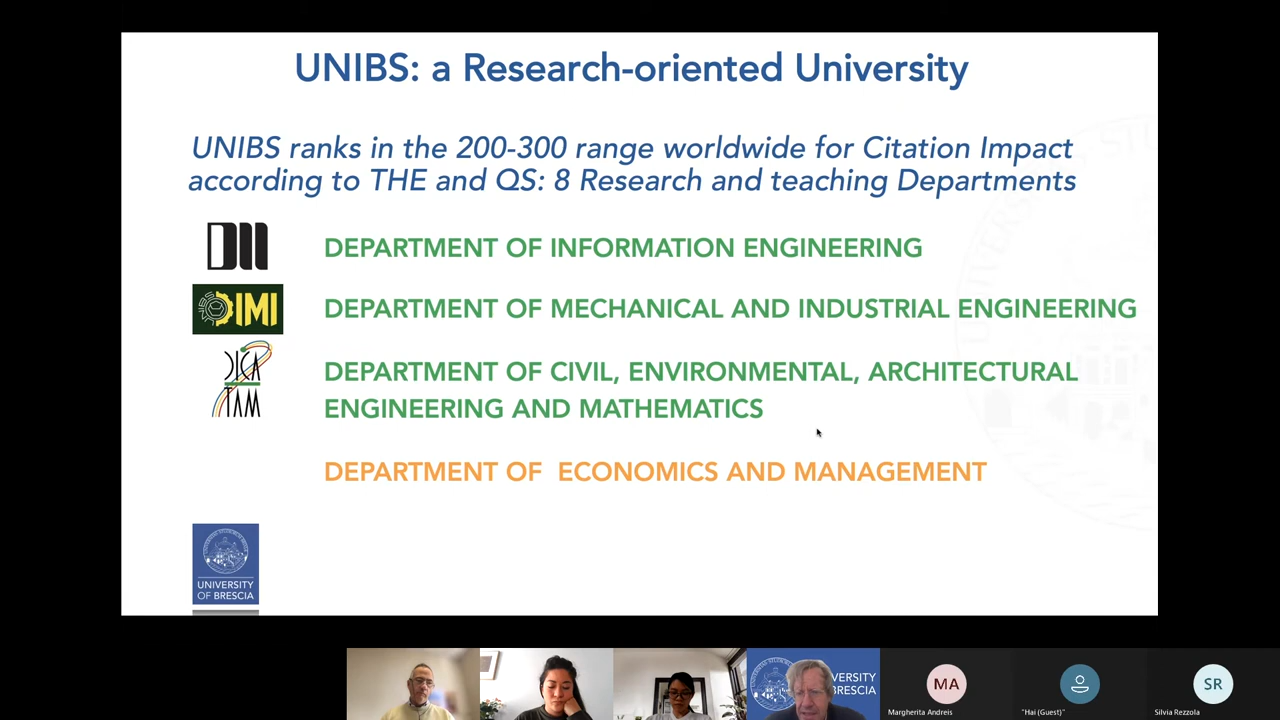 UNIBS: a Research-oriented University
UNIBS ranks in the 200-300 range worldwide for Citation Impact
according to THE and QS: 8 Research and teaching Departments
DII
DEPARTMENT OF INFORMATION ENGINEERING
DIMI
DEPARTMENT OF MECHANICAL AND INDUSTRIAL ENGINEERING
DICA
TAM
DEPARTMENT OF CIVIL, ENVIRONMENTAL, ARCHITECTURAL
ENGINEERING AND MATHEMATICS
DEPARTMENT OF  ECONOMICS AND MANAGEMENT
UNIVERSITY
OF BRESCIA
VERSITY
BRESCIA
MA
SR
Margherita Andreis
"Hai (Guest)"
Silvia Rezzola